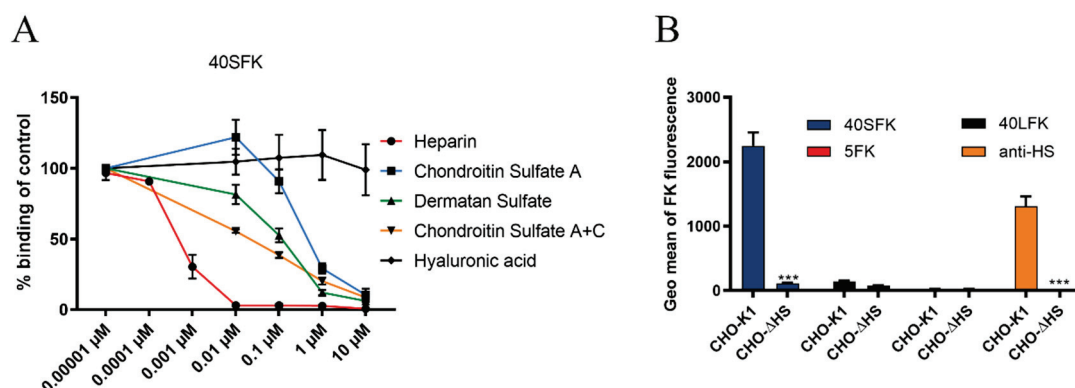 A
40SFK
% binding of control
150
100
50
0
0.00001 µM
0.0001 µM
0.001 µM
0.01 µM
0.1 µM
1 µM
10 µM
Heparin
Chondroitin Sulfate A
Dermatan Sulfate
Chondroitin Sulfate A+C
Hyaluronic acid
B
Geo mean of FK fluorescence
3000
2000
1000
0
40SFK
40LFK
5FK
anti-HS
***
***
CHO-K1
CHO-ΔHS
CHO-K1
CHO-ΔHS
CHO-K1
CHO-ΔHS
CHO-K1
CHO-ΔHS